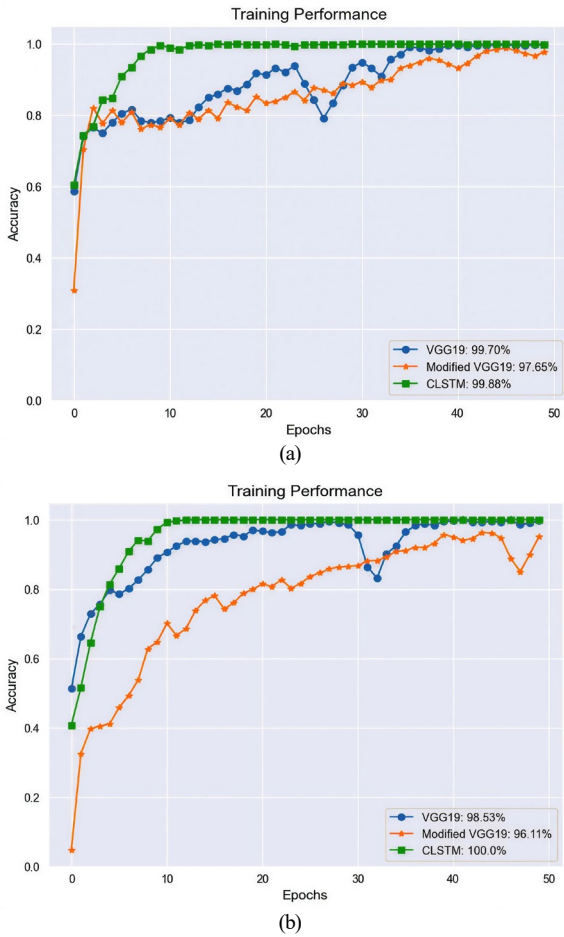 Training Performance
1.0
0.8
0.6
0.4
0.2
0.0
Accuracy
VGG19: 99.70%
Modified VGG19: 97.65%
CLSTM: 99.88%
0 10 20 30 40 50
Epochs
(a)
Training Performance
1.0
0.8
0.6
0.4
0.2
0.0
Accuracy
VGG19: 98.53%
Modified VGG19: 96.11%
CLSTM: 100.0%
0 10 20 30 40 50
Epochs
(b)